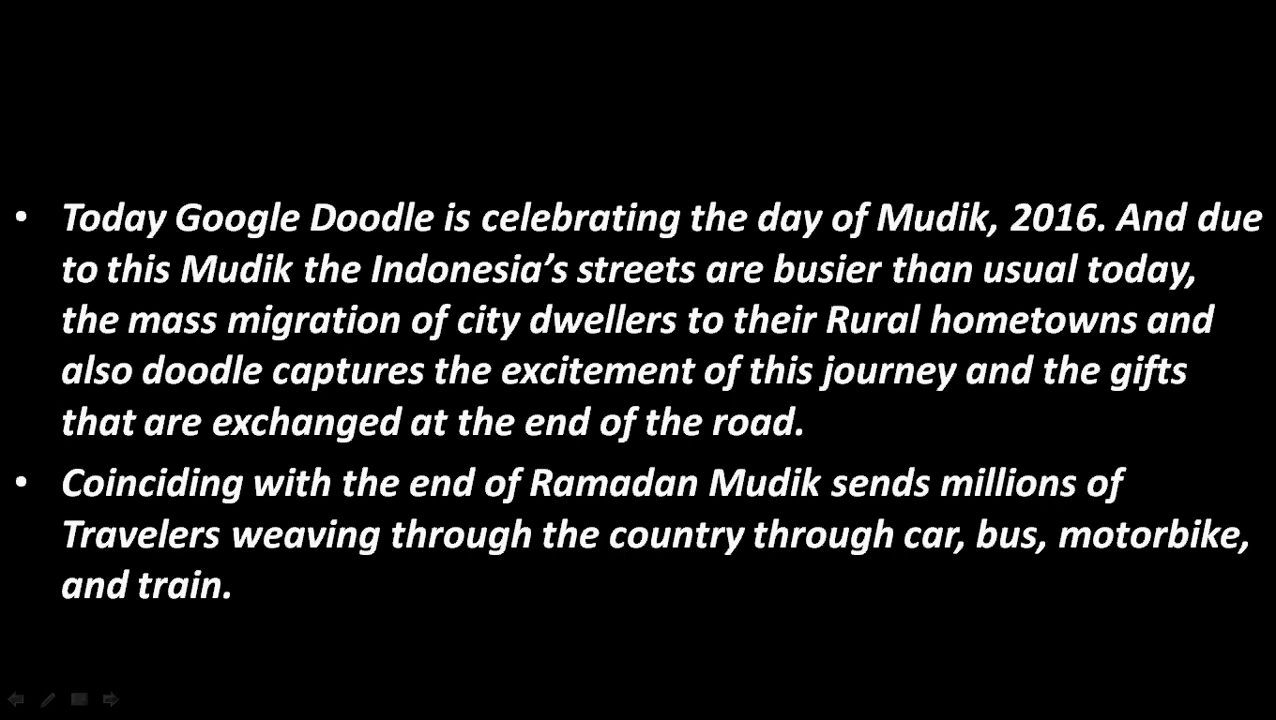 • Today Google Doodle is celebrating the day of Mudik, 2016. And due
to this Mudik the Indonesia’s streets are busier than usual today,
the mass migration of city dwellers to their Rural hometowns and
also doodle captures the excitement of this journey and the gifts
that are exchanged at the end of the road.
• Coinciding with the end of Ramadan Mudik sends millions of
Travelers weaving through the country through car, bus, motorbike,
and train.